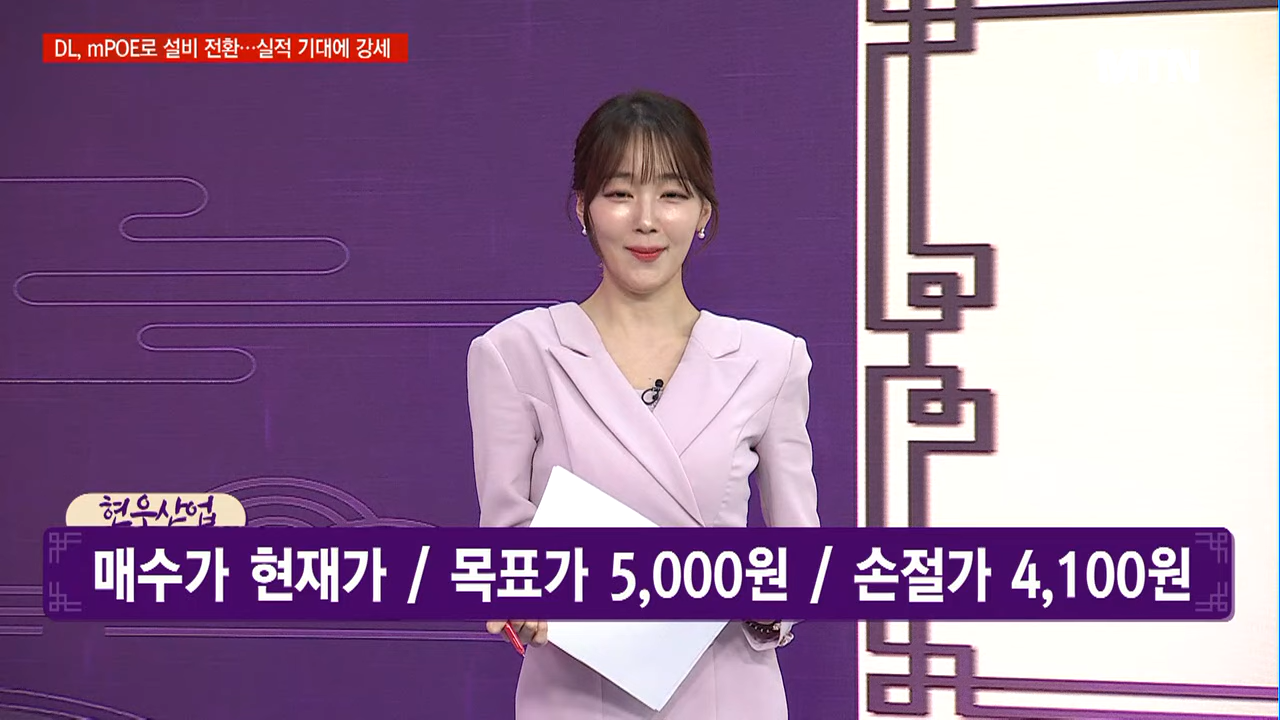 DL, mPOE로 설비 전환…실적 기대에 강세
MTN
현우산업
매수가 현재가 / 목표가 5,000원 / 손절가 4,100원